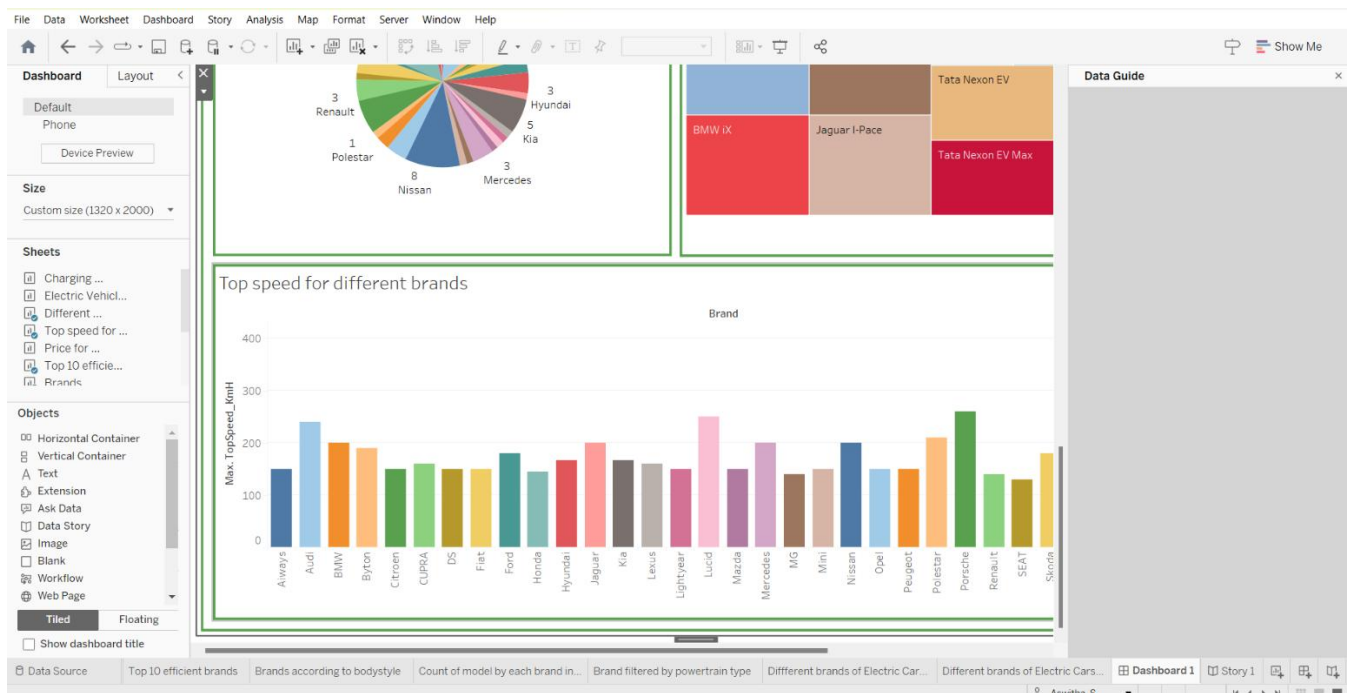 File Data Worksheet Dashboard Story Analysis Map Format Server Window Help
Show Me
Dashboard Layout <
Default
Phone
Device Preview
Size
Custom size (1320 x 2000)
Sheets
Charging ...
Electric Vehicl...
Different ...
Top speed for ...
Price for ...
Top 10 efficie...
Brands
Objects
Horizontal Container
Vertical Container
Text
Extension
Ask Data
Data Story
Image
Blank
Workflow
Web Page
Tiled Floating
Show dashboard title
3
Renault
1
Polestar
8
Nissan
3
Mercedes
5
Kia
3
Hyundai
Tata Nexon EV
BMW iX
Jaguar I-Pace
Tata Nexon EV Max
Top speed for different brands
Brand
Max. TopSpeed_KmH
400
300
200
100
0
Aiways
Audi
BMW
Byton
Citroen
CUPRA
DS
Fiat
Ford
Honda
Hyundai
Jaguar
Kia
Lexus
Lightyear
Lucid
Mazda
Mercedes
MG
Mini
Nissan
Opel
Peugeot
Polestar
Porsche
Renault
SEAT
Skoda
Data Guide
Data Source Top 10 efficient brands Brands according to bodystyle Count of model by each brand in... Brand filtered by powertrain type Diffferent brands of Electric Car... Different brands of Electric Cars... Dashboard 1 Story 1